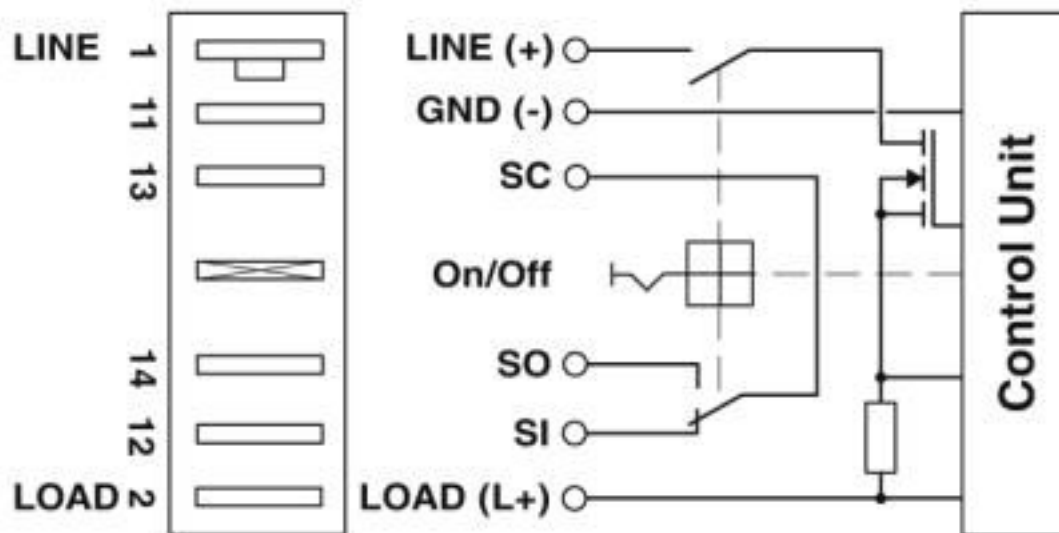 LINE 1
11
13
14
12
LOAD 2
LINE (+)
GND (-)
SC
On/Off
SO
SI
LOAD (L+)
Control Unit